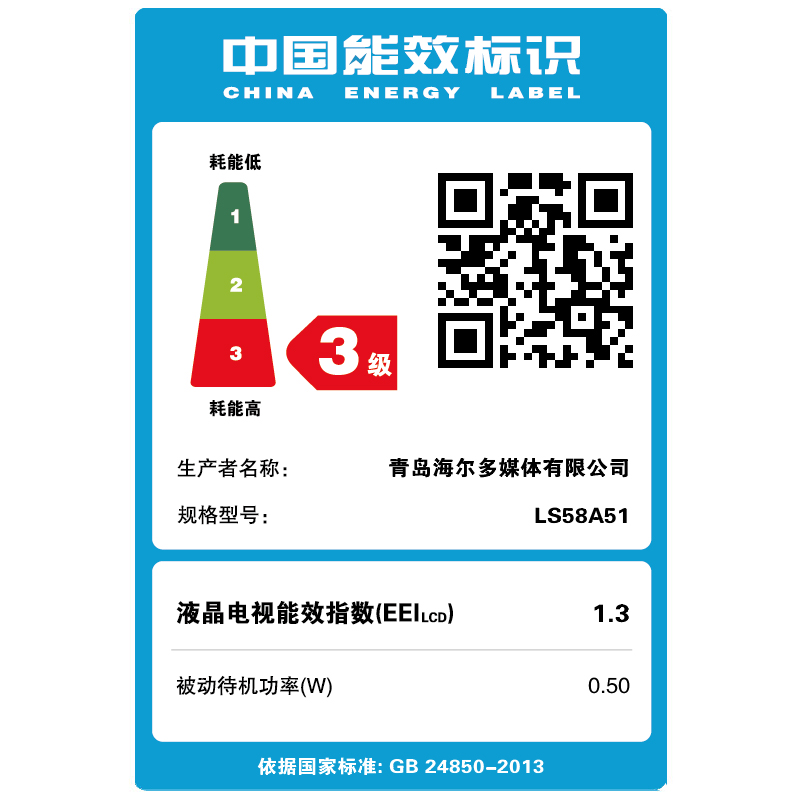 中国能效标识
CHINA ENERGY LABEL
耗能低
1
2
3
3级
耗能高
生产者名称:
青岛海尔多媒体有限公司
规格型号:
LS58A51
液晶电视能效指数(EEILCD)
1.3
被动待机功率(W)
0.50
依据国家标准: GB 24850-2013